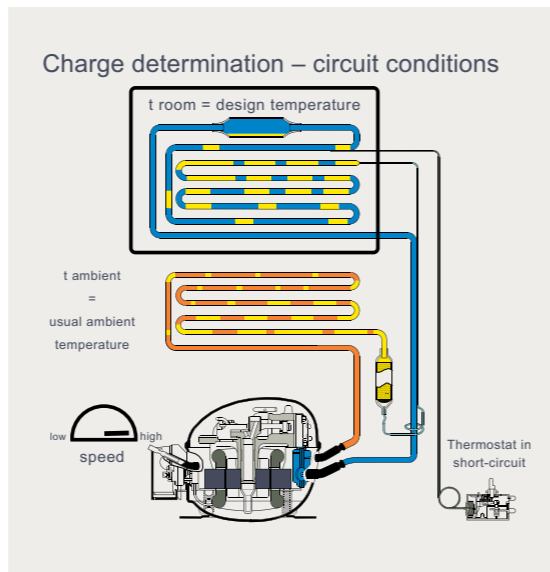 Charge determination – circuit conditions
t room = design temperature
t ambient
=
usual ambient
temperature
low
high
speed
Thermostat in
short-circuit